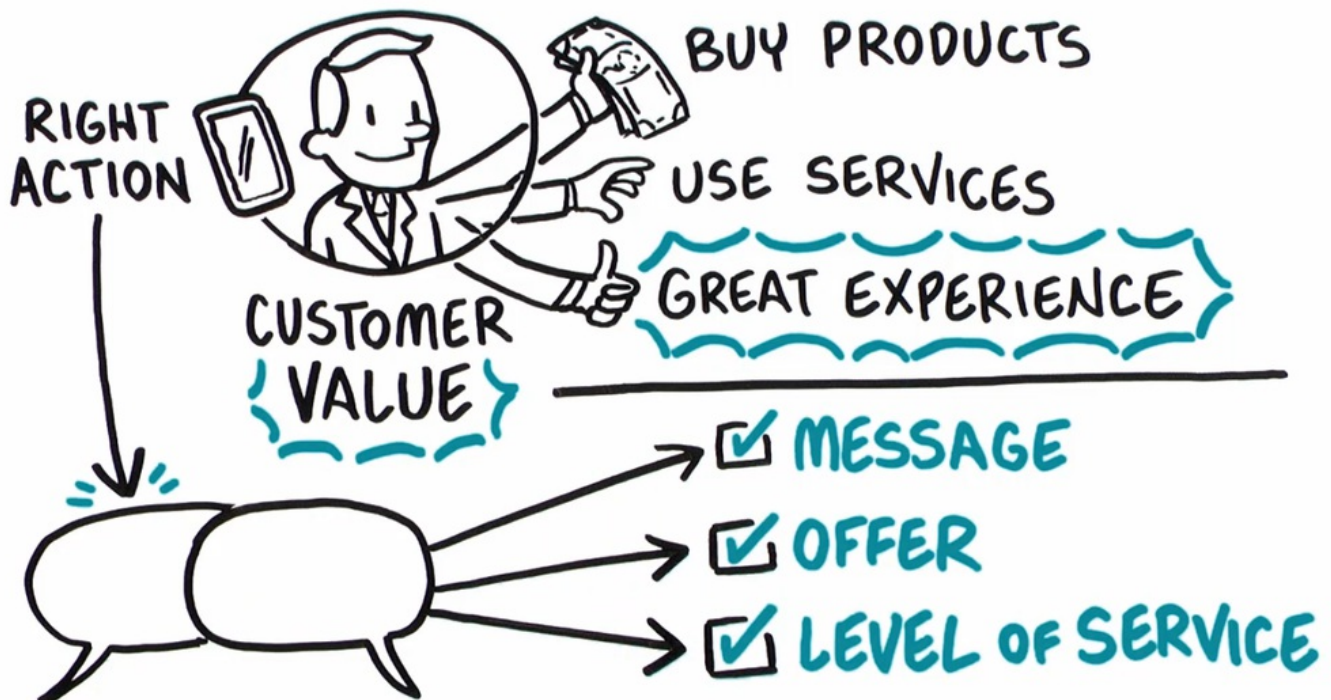 BUY PRODUCTS
RIGHT
ACTION
USE SERVICES
GREAT EXPERIENCE
CUSTOMER
VALUE
MESSAGE
OFFER
LEVEL OF SERVICE